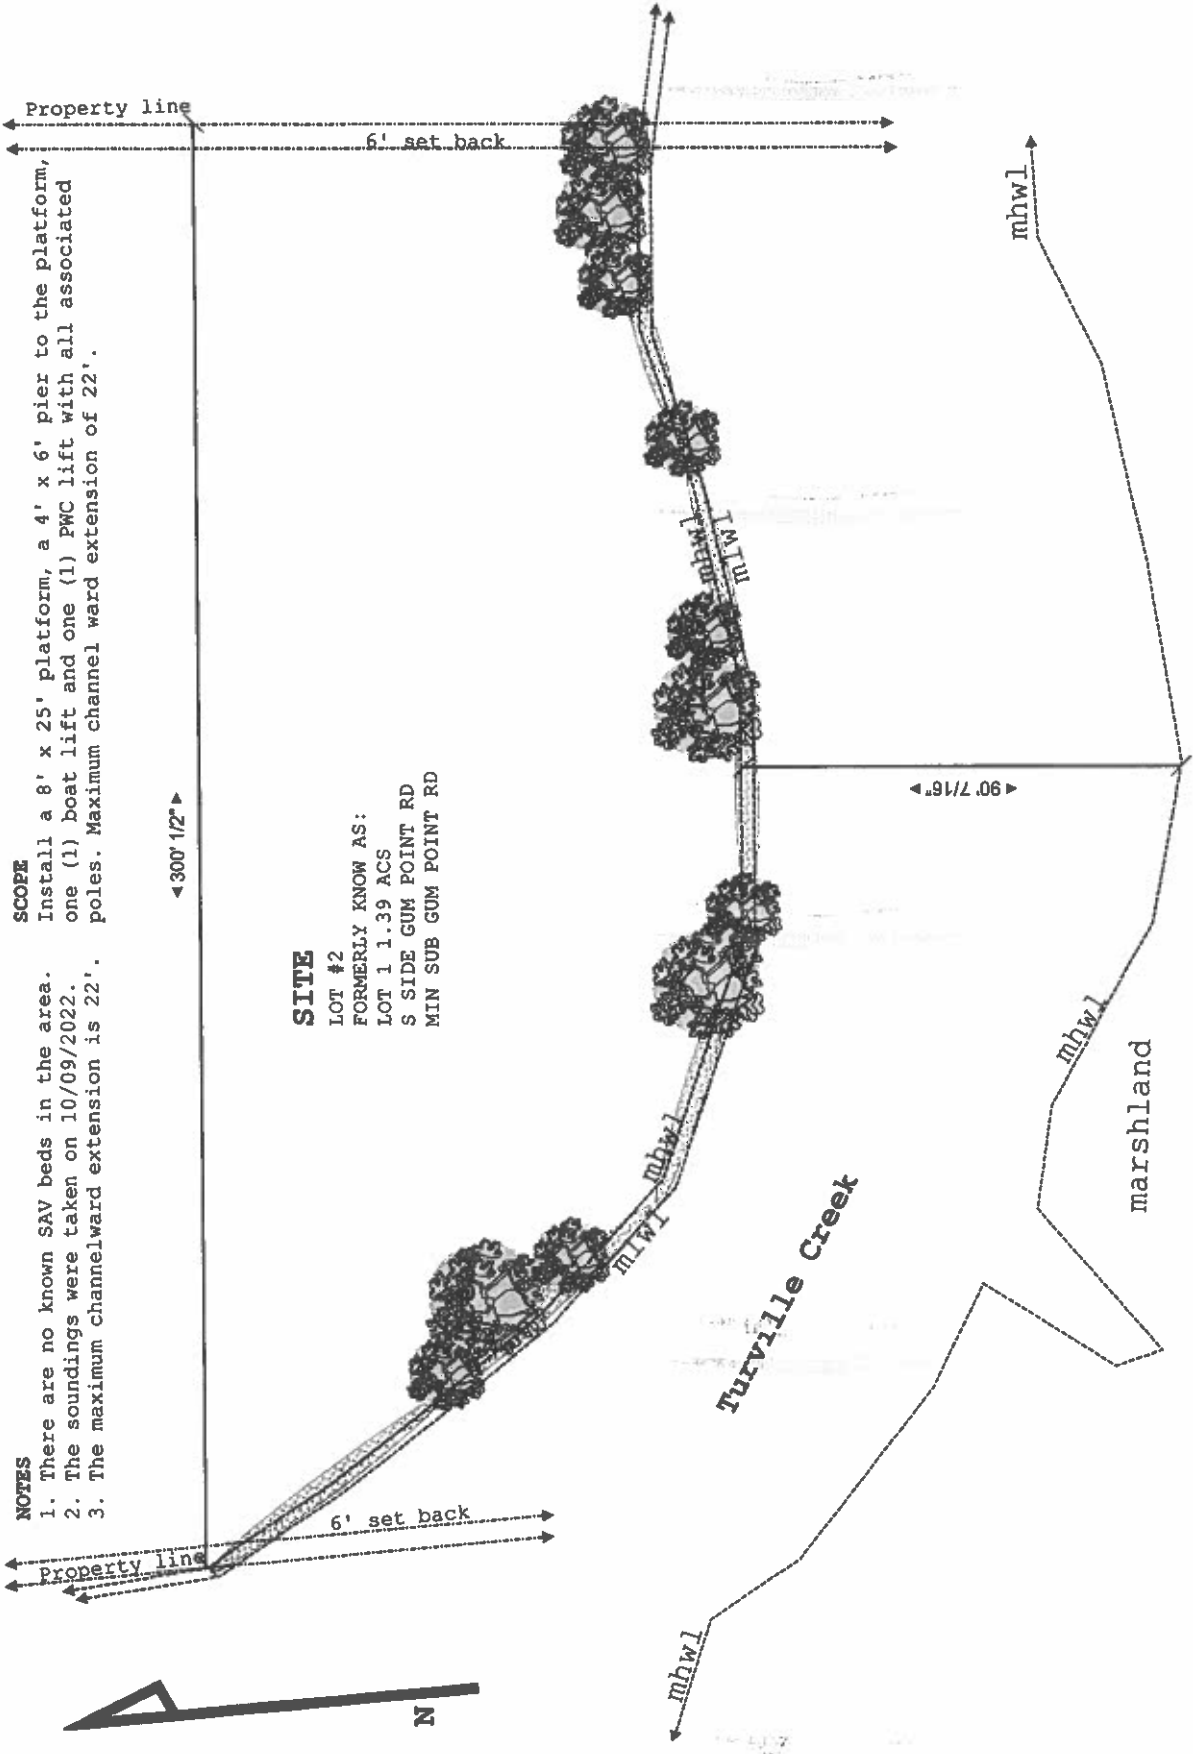 NOTES
1. There are no known SAV beds in the area.
2. The soundings were taken on 10/09/2022.
3. The maximum channelward extension is 22'.
SCOPE
Install a 8' x 25' platform, a 4' x 6' pier to the platform,
one (1) boat lift and one (1) PWC lift with all associated
poles. Maximum channel ward extension of 22'.
Property line
6' set back
Property line
6' set back
300' 1/2"
SITE
LOT #2
FORMERLY KNOW AS:
LOT 1 1.39 ACS
S SIDE GUM POINT RD
MIN SUB GUM POINT RD
N
mhwl
mlwl
mhwl
mlwl
90' 7/16"
Turville Creek
mhwl
mhwl
mhwl
marshland